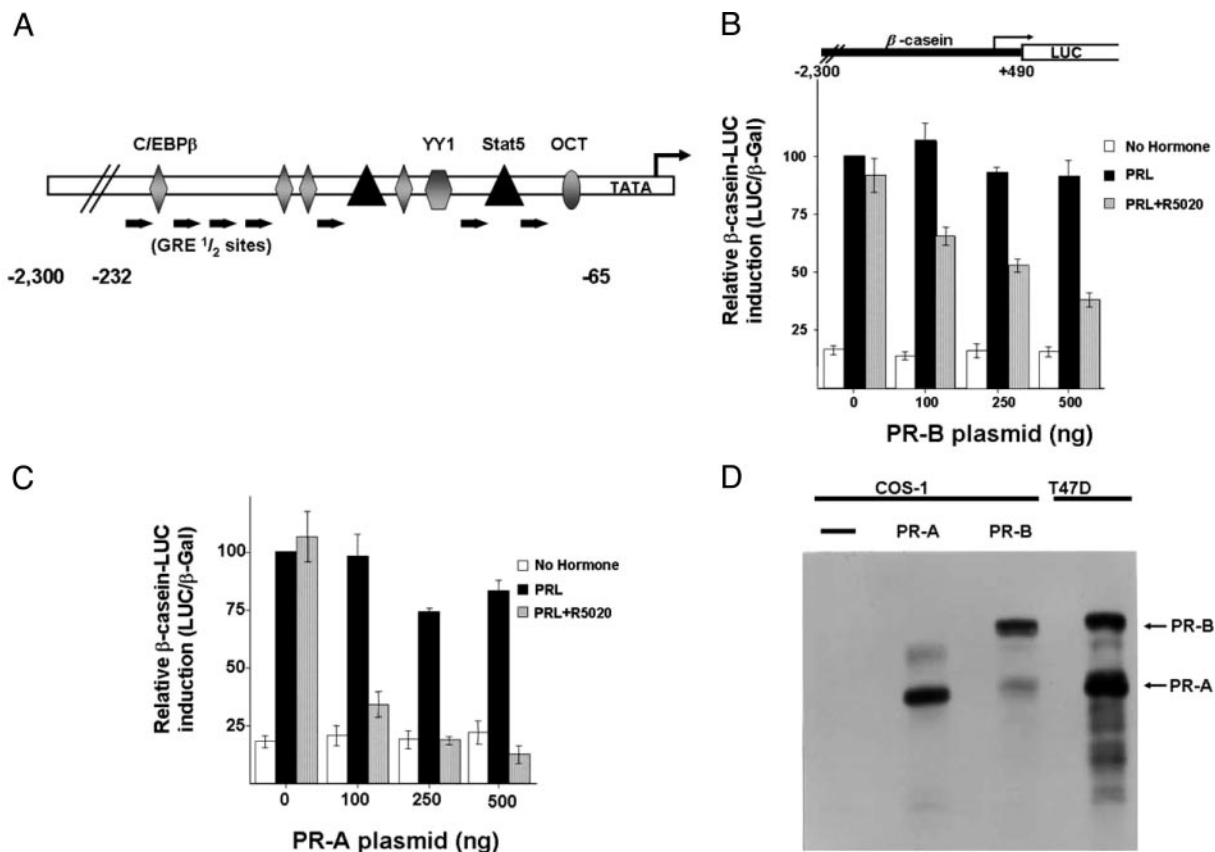 A
C/EBPβ
YY1
Stat5
OCT
TATA
(GRE 1/2 sites)
-2,300
-232
-65
B
β-casein
LUC
-2,300
+490
Relative β-casein-LUC
induction (LUC/β-Gal)
100
75
50
25
0
100
250
500
PR-B plasmid (ng)
No Hormone
PRL
PRL+R5020
C
Relative β-casein-LUC
induction (LUC/β-Gal)
100
75
50
25
0
100
250
500
PR-A plasmid (ng)
No Hormone
PRL
PRL+R5020
D
COS-1
T47D
PR-A
PR-B
PR-B
PR-A